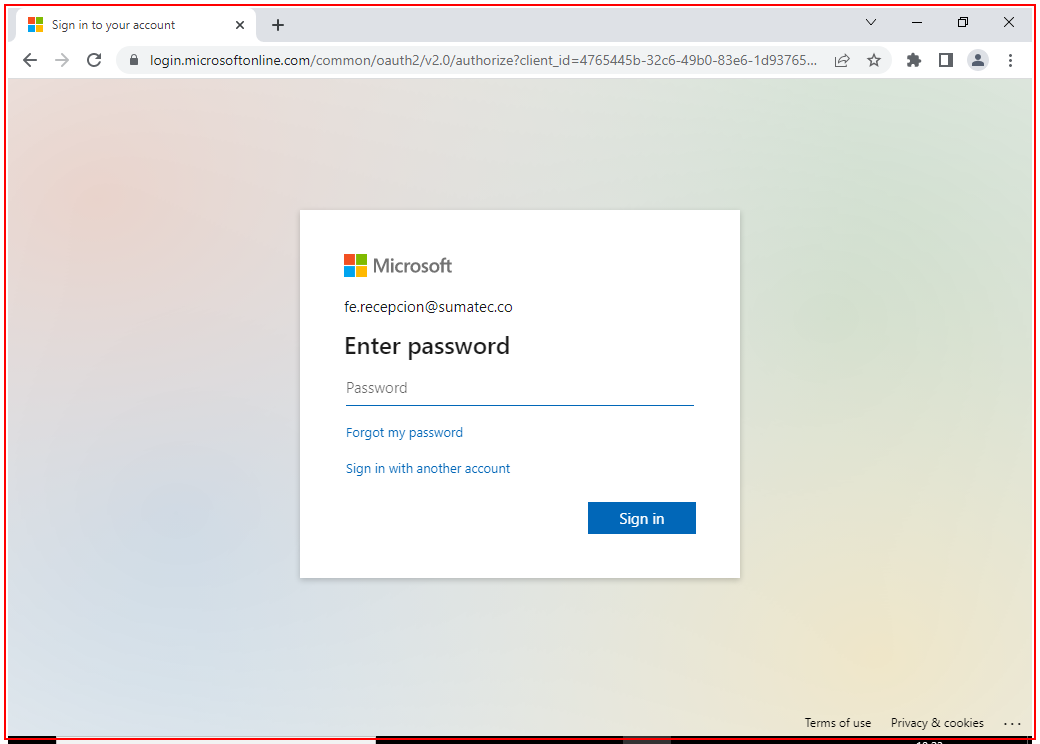 Sign in to your account
login.microsoftonline.com/common/oauth2/v2.0/authorize?client_id=4765445b-32c6-49b0-83e6-1d93765...
Microsoft
fe.recepcion@sumatec.co
Enter password
Password
Forgot my password
Sign in with another account
Sign in
Terms of use Privacy & cookies ...